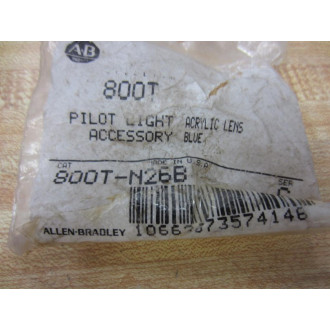 AB
800T
PILOT LIGHT ACRYLIC LENS
ACCESSORY BLUE
CAT MADE IN U.S.A. SER
800T-N26B
ALLEN-BRADLEY